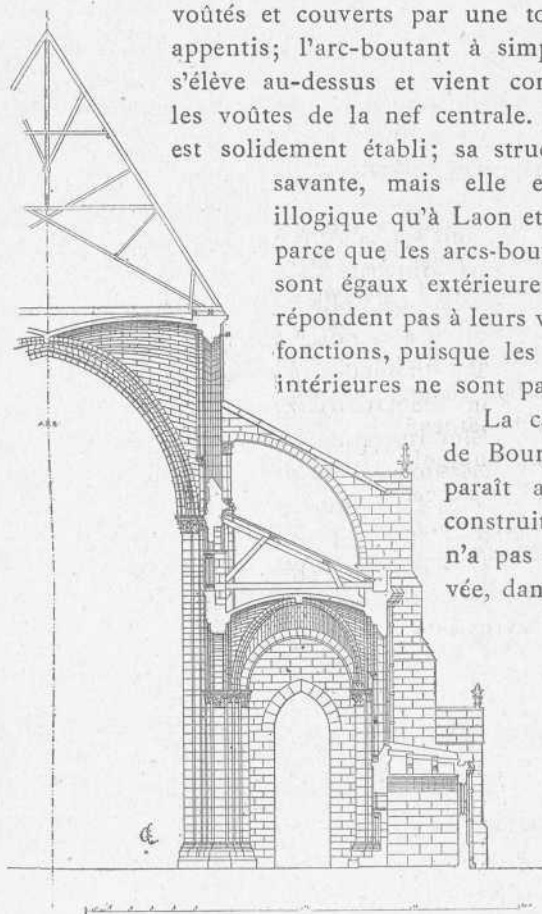 voûtés et couverts par une to
appentis; l'arc-boutant à simp
s'élève au-dessus et vient con
les voûtes de la nef centrale.
est solidement établi; sa struc
savante, mais elle e
illogique qu'à Laon et
parce que les arcs-bout
sont égaux extérieure
répondent pas à leurs v
fonctions, puisque les
intérieures ne sont pa
La ca
de Bour
paraît a
construit
n'a pas
vée, dan
AXE